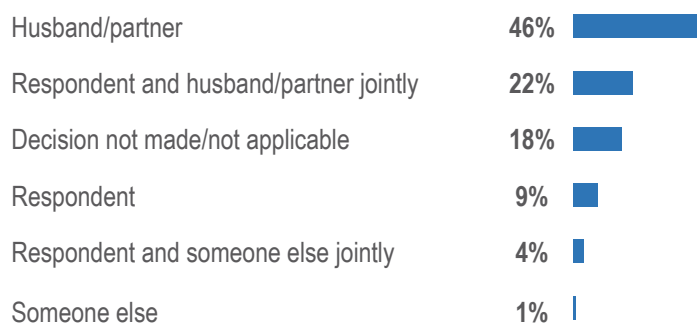 Husband/partner 46%
Respondent and husband/partner jointly 22%
Decision not made/not applicable 18%
Respondent 9%
Respondent and someone else jointly 4%
Someone else 1%